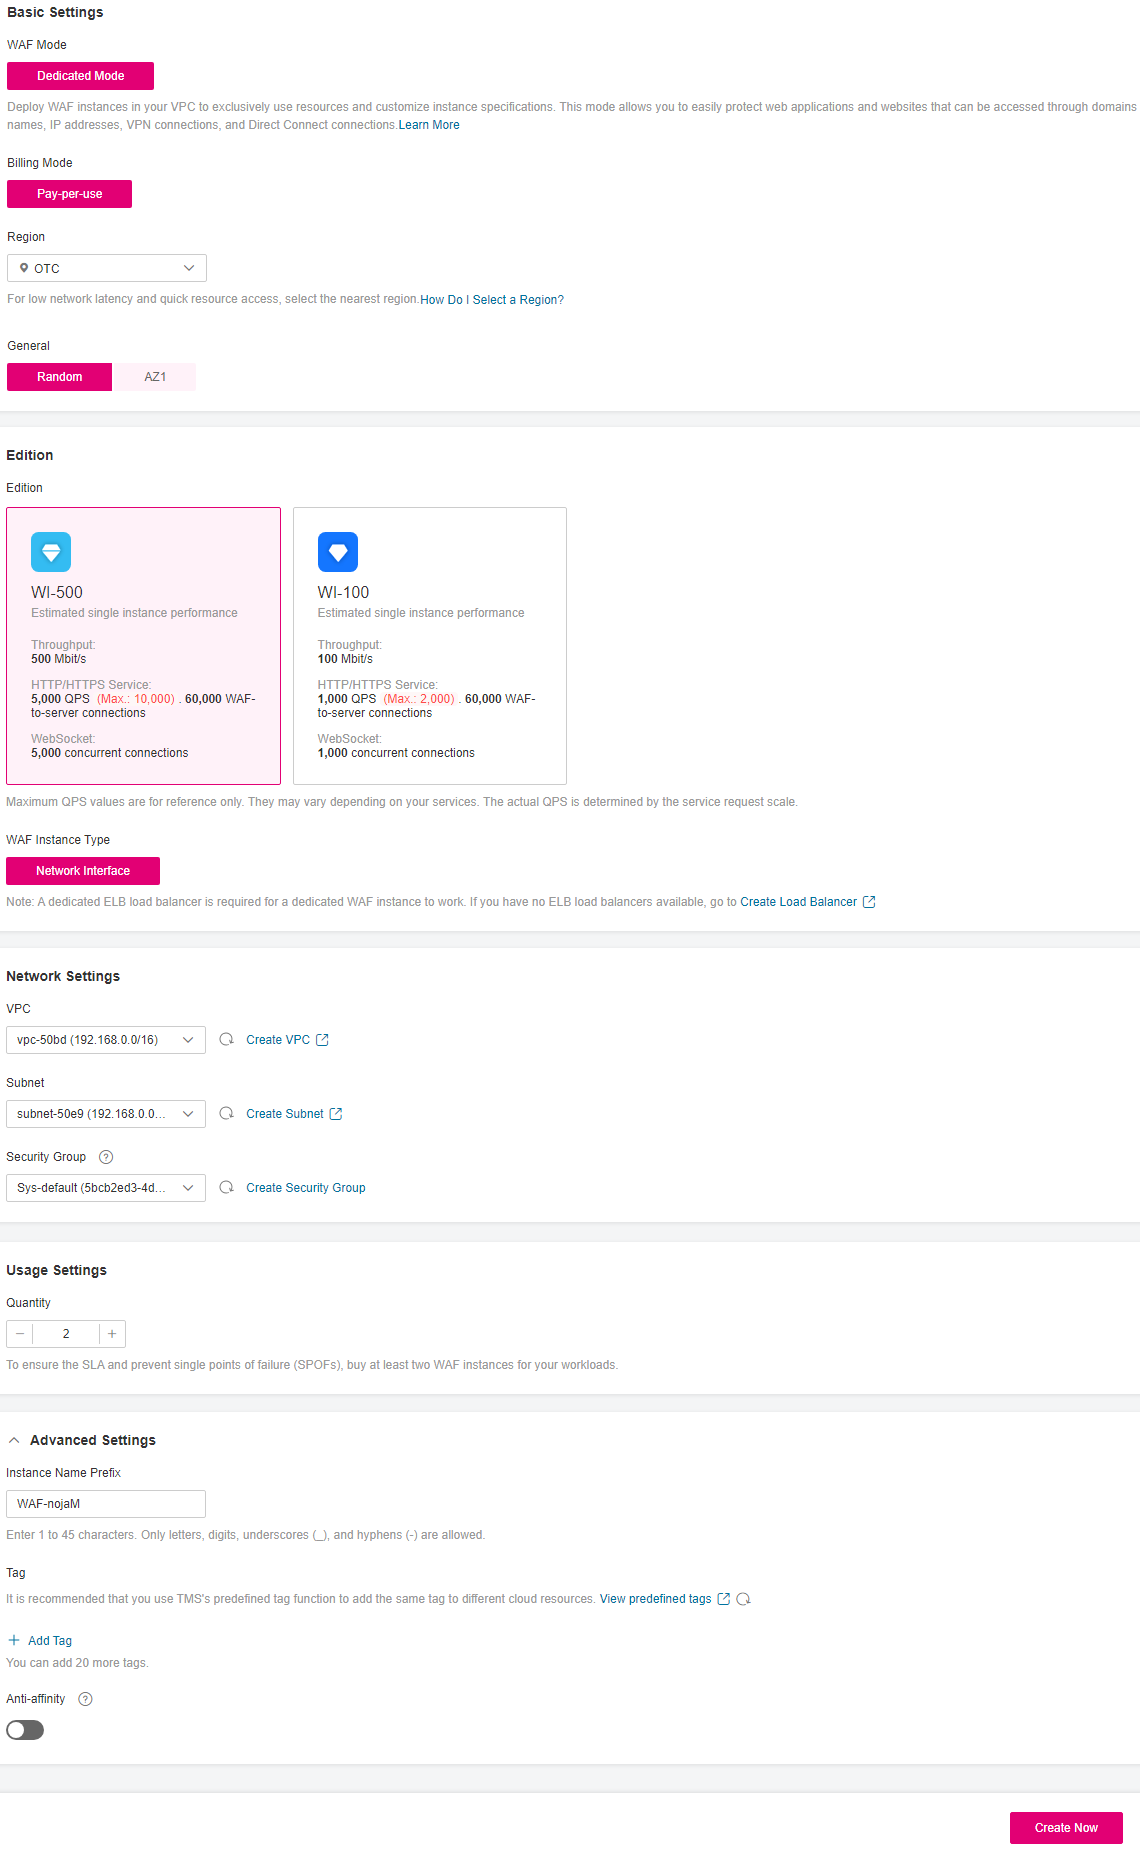 Basic Settings
WAF Mode
Dedicated Mode
Deploy WAF instances in your VPC to exclusively use resources and customize instance specifications. This mode allows you to easily protect web applications and websites that can be accessed through domains
names, IP addresses, VPN connections, and Direct Connect connections.Learn More
Billing Mode
Pay-per-use
Region
OTC
For low network latency and quick resource access, select the nearest region.How Do I Select a Region?
General
Random AZ1
Edition
Edition
WI-500
Estimated single instance performance
Throughput:
500 Mbit/s
HTTP/HTTPS Service:
5,000 QPS (Max.: 10,000) . 60,000 WAF-
to-server connections
WebSocket:
5,000 concurrent connections
WI-100
Estimated single instance performance
Throughput:
100 Mbit/s
HTTP/HTTPS Service:
1,000 QPS (Max.: 2,000) . 60,000 WAF-
to-server connections
WebSocket:
1,000 concurrent connections
Maximum QPS values are for reference only. They may vary depending on your services. The actual QPS is determined by the service request scale.
WAF Instance Type
Network Interface
Note: A dedicated ELB load balancer is required for a dedicated WAF instance to work. If you have no ELB load balancers available, go to Create Load Balancer
Network Settings
VPC
vpc-50bd (192.168.0.0/16) Create VPC
Subnet
subnet-50e9 (192.168.0.0... Create Subnet
Security Group ?
Sys-default (5bcb2ed3-4d... Create Security Group
Usage Settings
Quantity
− 2 +
To ensure the SLA and prevent single points of failure (SPOFs), buy at least two WAF instances for your workloads.
Advanced Settings
Instance Name Prefix
WAF-nojaM
Enter 1 to 45 characters. Only letters, digits, underscores (_), and hyphens (-) are allowed.
Tag
It is recommended that you use TMS's predefined tag function to add the same tag to different cloud resources. View predefined tags
+ Add Tag
You can add 20 more tags.
Anti-affinity ?
Create Now